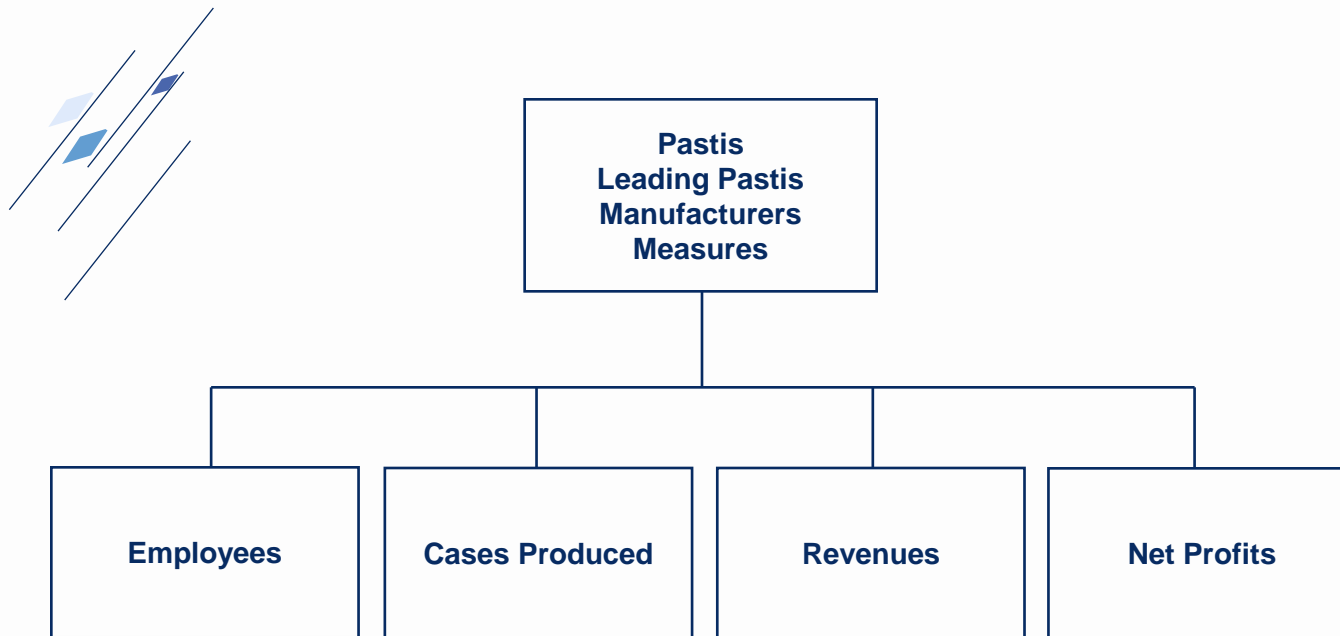 Pastis
Leading Pastis
Manufacturers
Measures
Employees
Cases Produced
Revenues
Net Profits